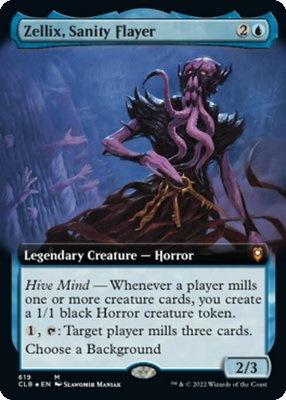 Zellix, Sanity Flayer 2
Legendary Creature — Horror
Hive Mind — Whenever a player mills
one or more creature cards, you create
a 1/1 black Horror creature token.
1, : Target player mills three cards.
Choose a Background
2/3
619 M
CLB ★ EN SLAWOMIR MANIAK
™ & © 2022 Wizards of the Coast